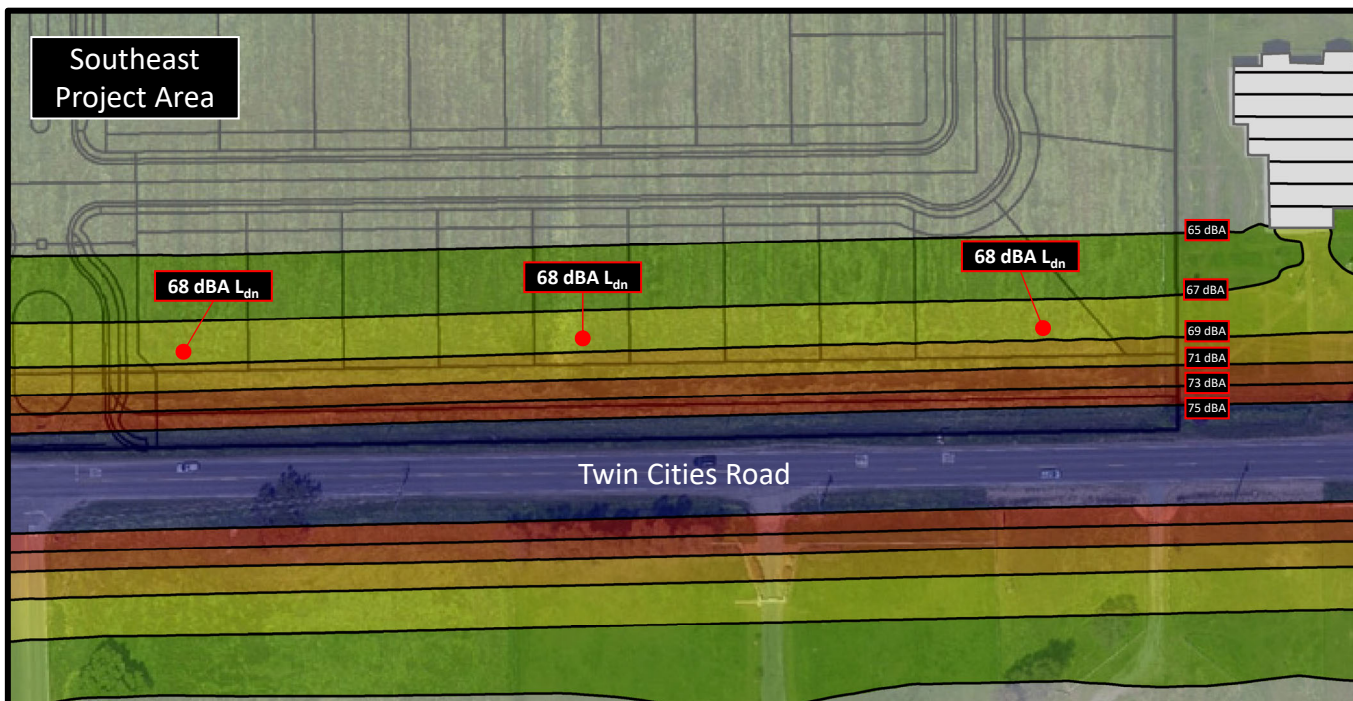 Southeast
Project Area
65 dBA
68 dBA Ldn
68 dBA Ldn
68 dBA Ldn
67 dBA
69 dBA
71 dBA
73 dBA
75 dBA
Twin Cities Road